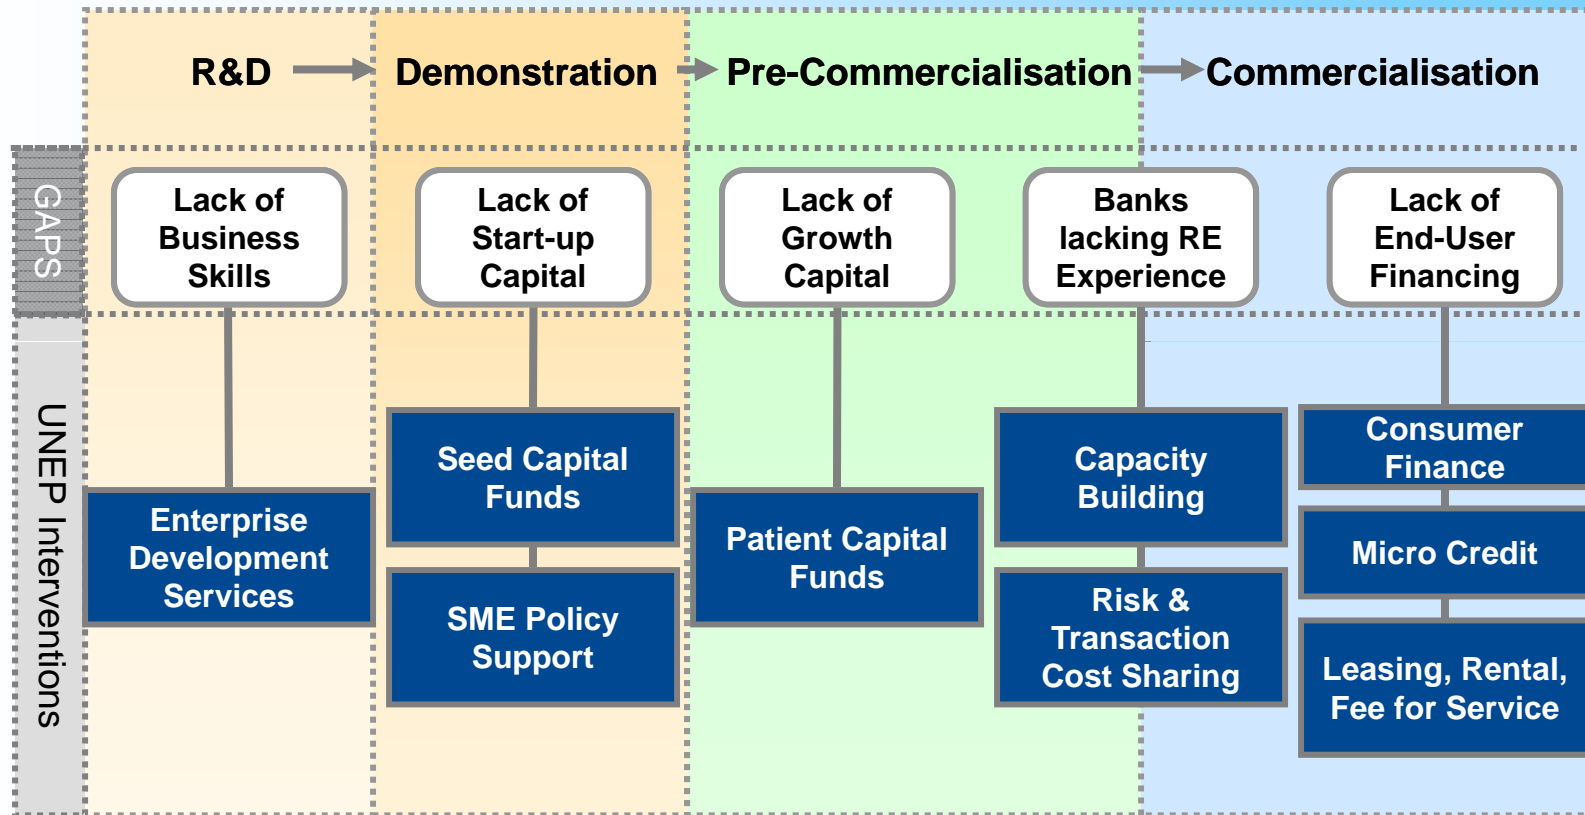 R&D
Demonstration
Pre-Commercialisation
Commercialisation
GAPS
Lack of
Business
Skills
Lack of
Start-up
Capital
Lack of
Growth
Capital
Banks
lacking RE
Experience
Lack of
End-User
Financing
UNEP Interventions
Enterprise
Development
Services
Seed Capital
Funds
SME Policy
Support
Patient Capital
Funds
Capacity
Building
Risk &
Transaction
Cost Sharing
Consumer
Finance
Micro Credit
Leasing, Rental,
Fee for Service